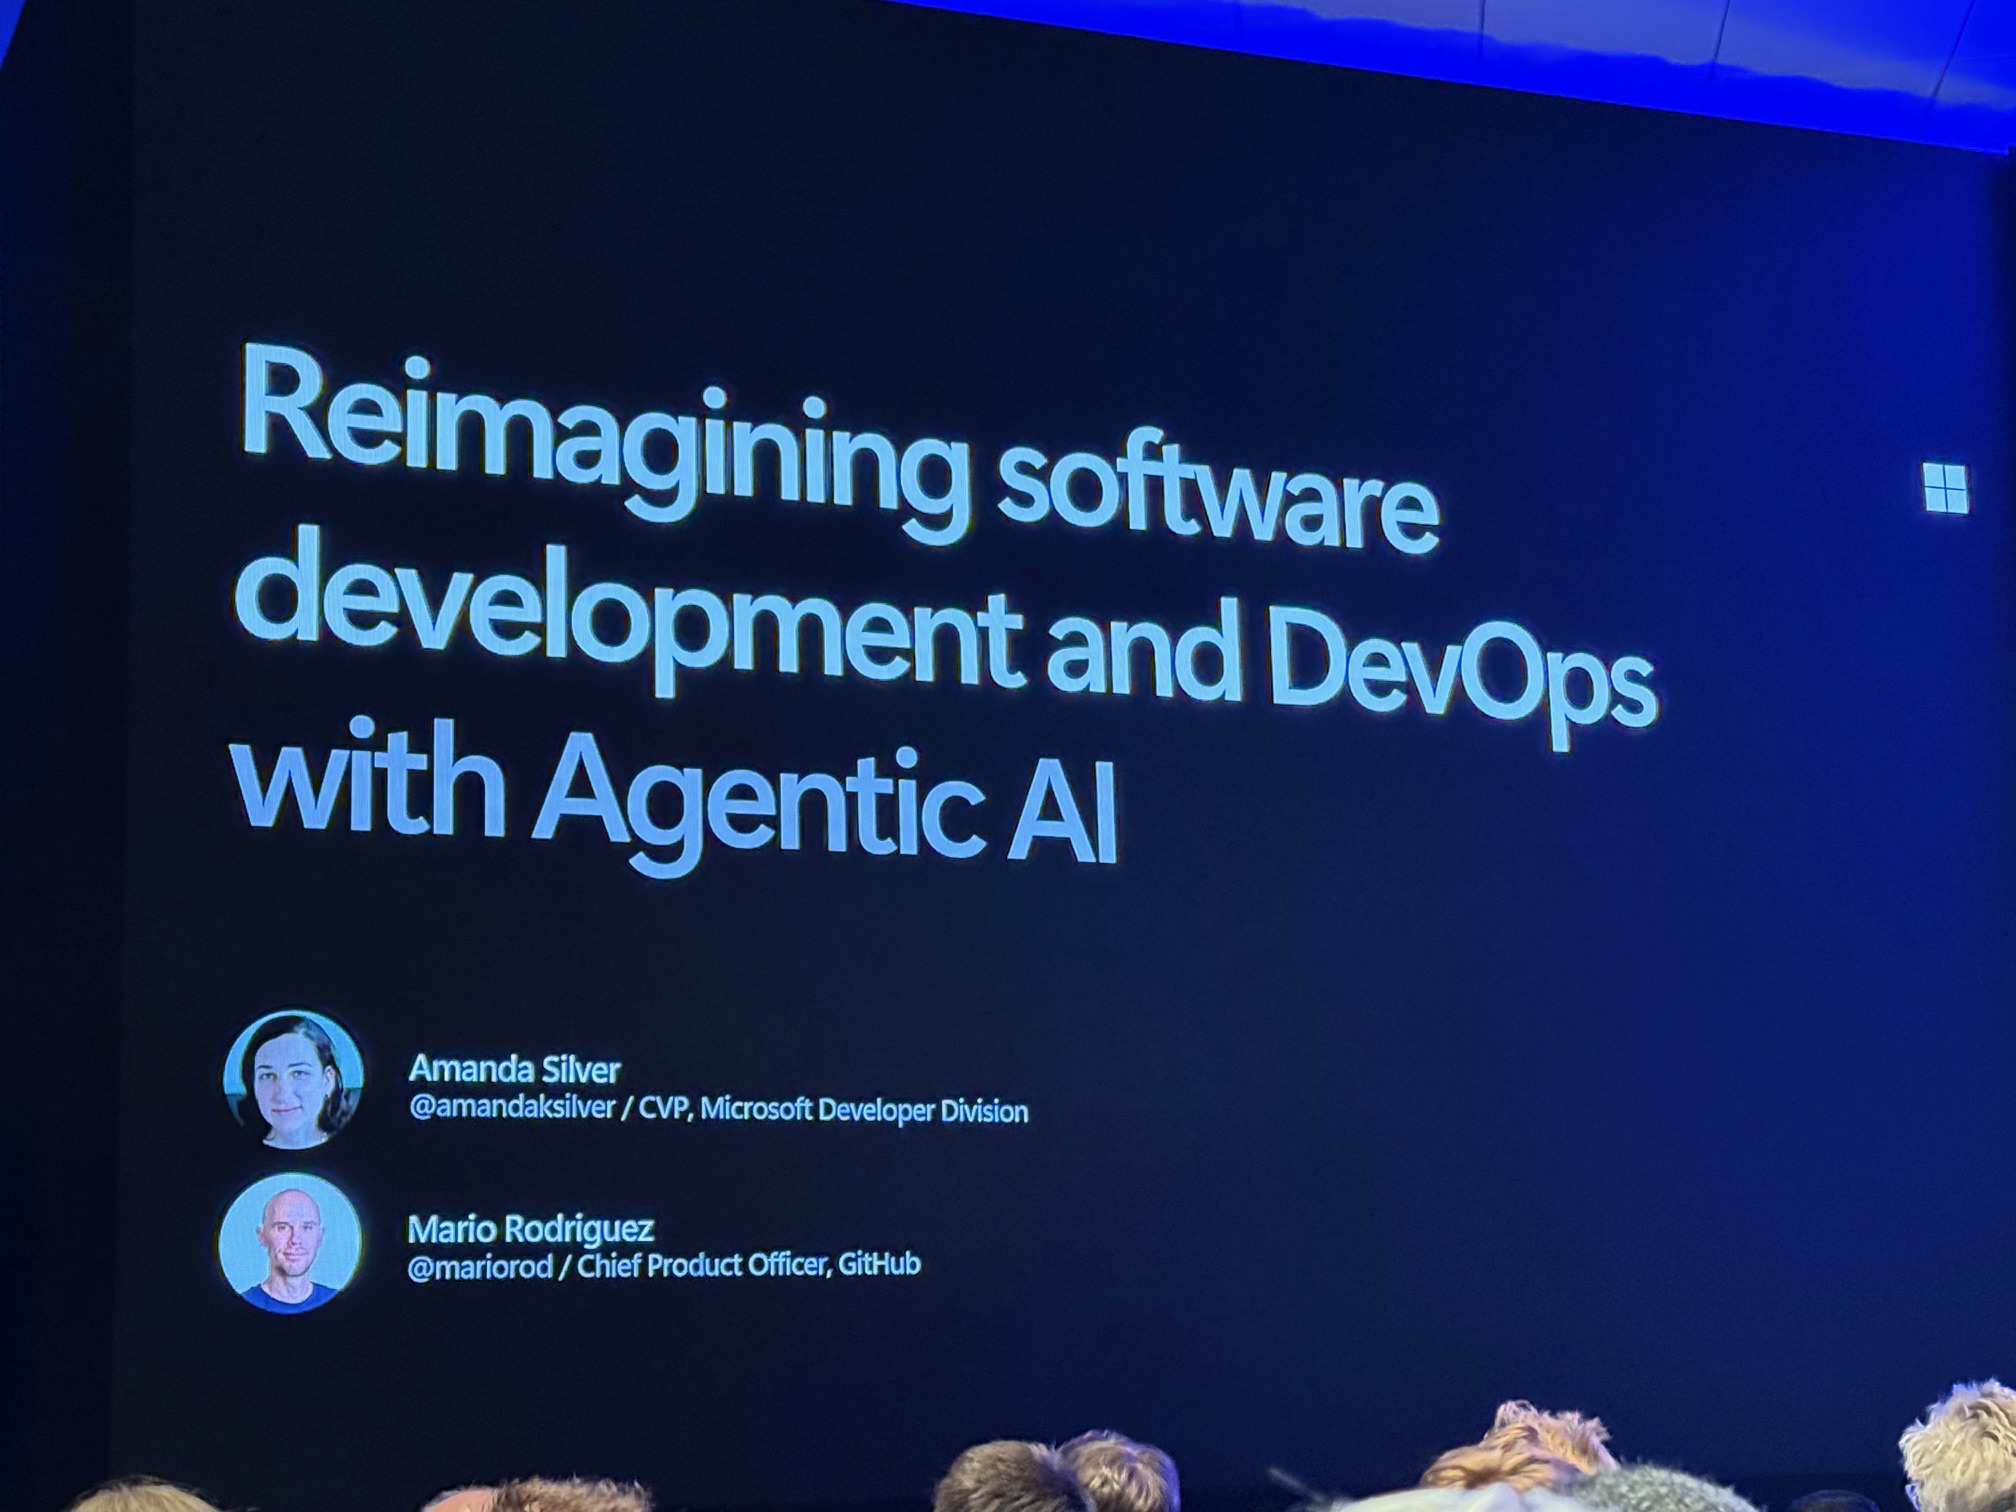 Reimagining software
development and DevOps
with Agentic AI
Amanda Silver
@amandaksilver / CVP, Microsoft Developer Division
Mario Rodriguez
@mariorod / Chief Product Officer, GitHub